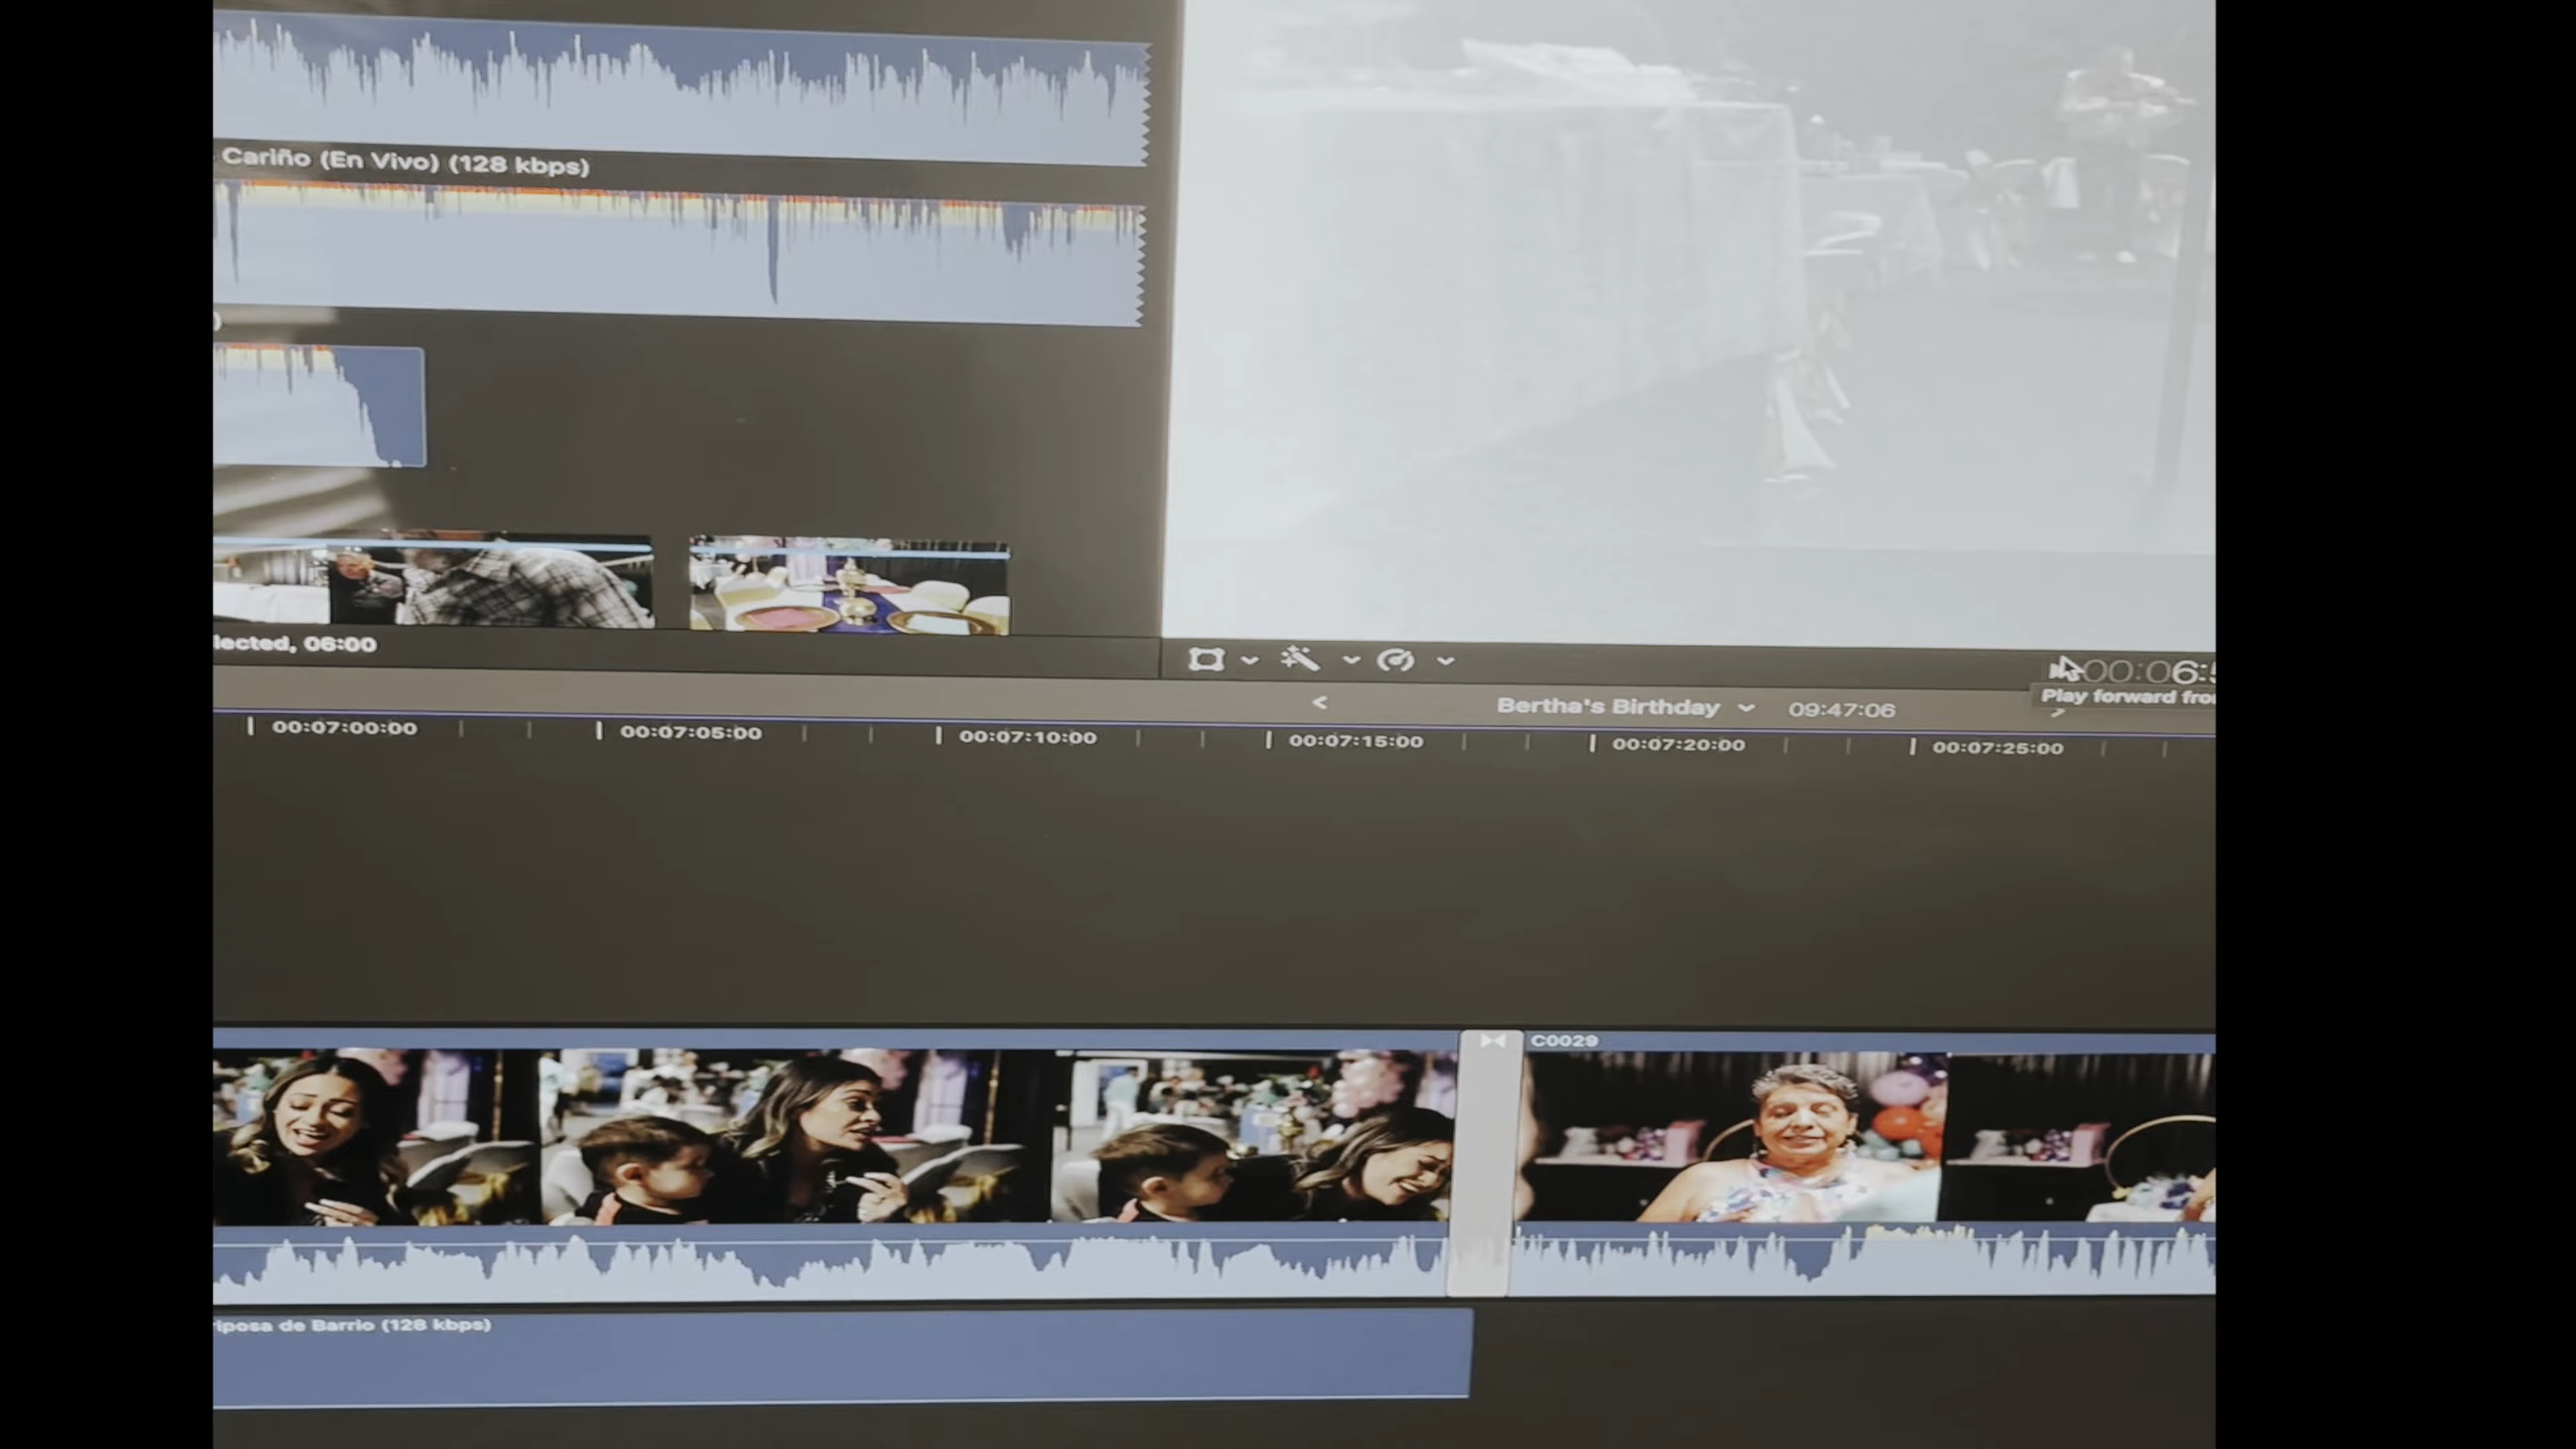 Cariño (En Vivo) (128 kbps)
)
lected, 06:00
00:06:
Play forward fro
Bertha's Birthday 09:47:06
00:07:00:00 00:07:05:00 00:07:10:00 00:07:15:00 00:07:20:00 00:07:25:00
C0029
riposa de Barrio (128 kbps)